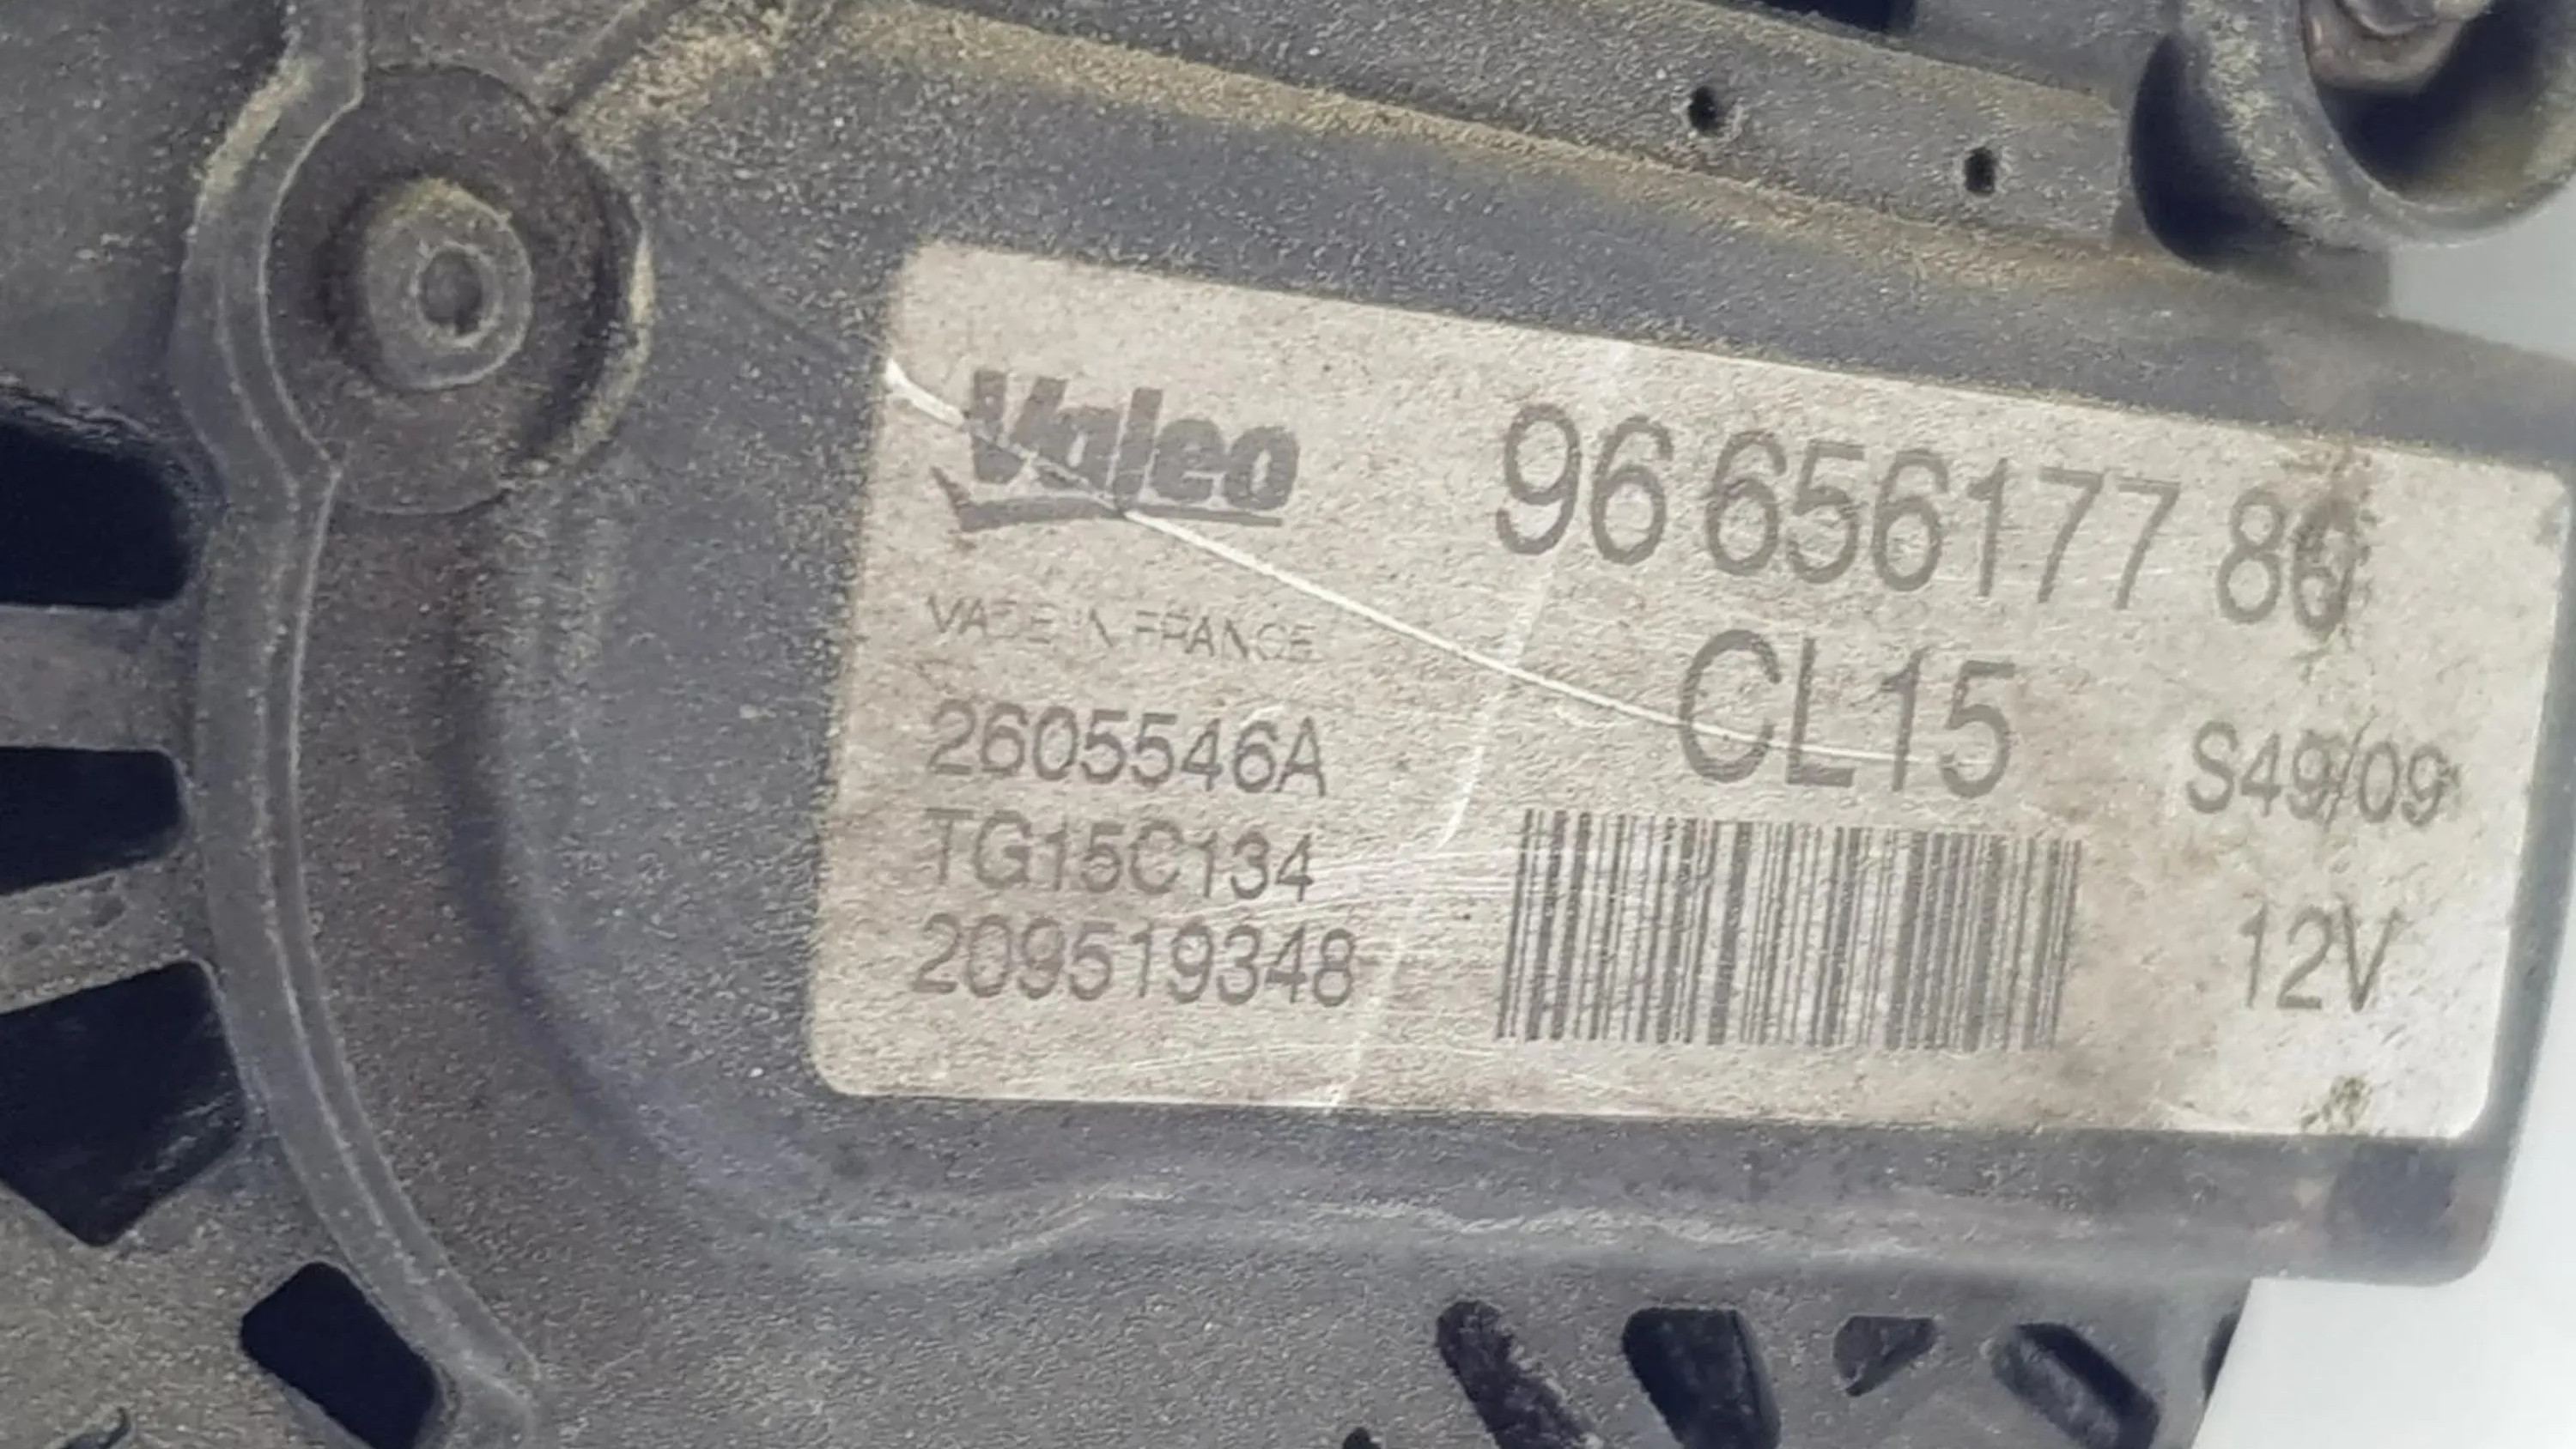 Valeo
96 656177 80
MADE IN FRANCE
CL15
2605546A
S49/09
TG15C134
12V
209519348